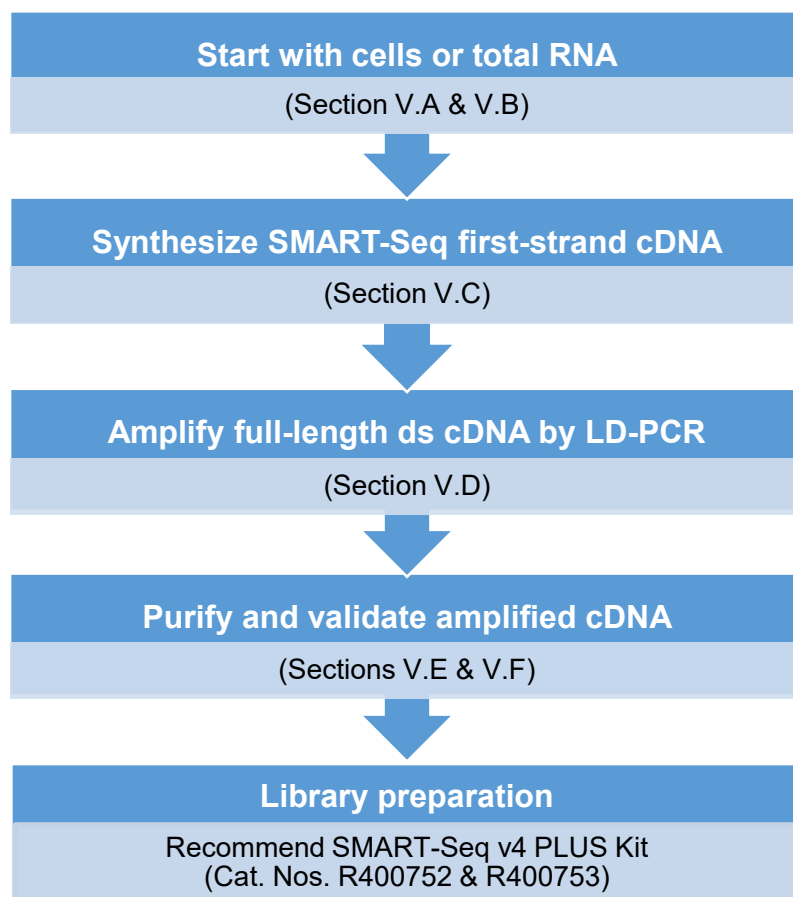 Start with cells or total RNA
(Section V.A & V.B)
Synthesize SMART-Seq first-strand cDNA
(Section V.C)
Amplify full-length ds cDNA by LD-PCR
(Section V.D)
Purify and validate amplified cDNA
(Sections V.E & V.F)
Library preparation
Recommend SMART-Seq v4 PLUS Kit
(Cat. Nos. R400752 & R400753)